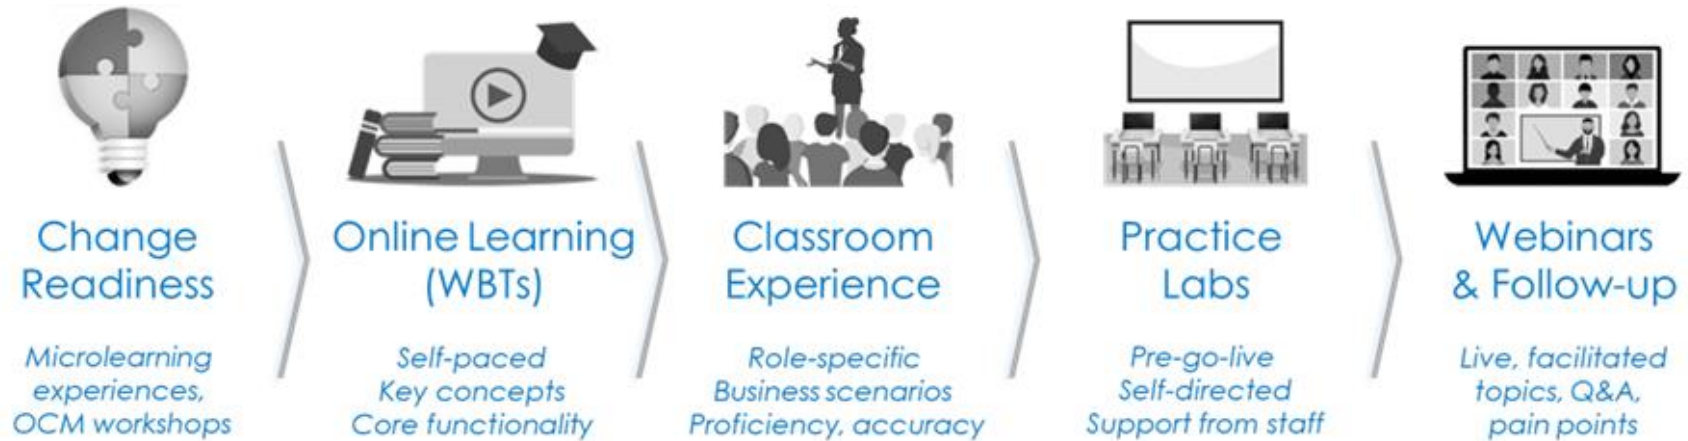 Change
Readiness
Microlearning
experiences,
OCM workshops
Online Learning
(WBTs)
Self-paced
Key concepts
Core functionality
Classroom
Experience
Role-specific
Business scenarios
Proficiency, accuracy
Practice
Labs
Pre-go-live
Self-directed
Support from staff
Webinars
& Follow-up
Live, facilitated
topics, Q&A,
pain points